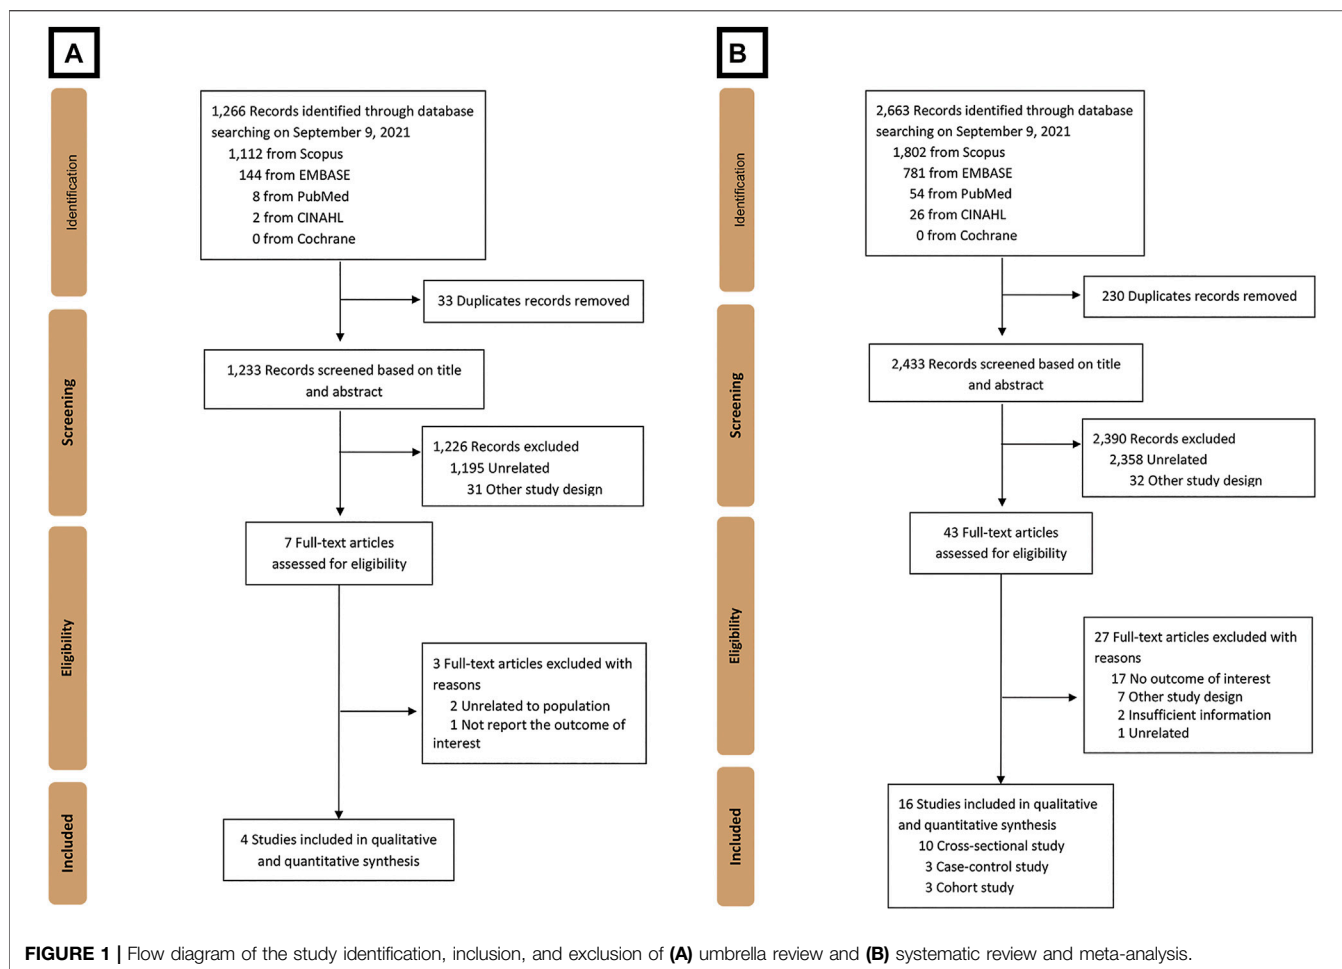 A
Identification
1,266 Records identified through database
searching on September 9, 2021
1,112 from Scopus
144 from EMBASE
8 from PubMed
2 from CINAHL
0 from Cochrane
33 Duplicates records removed
Screening
1,233 Records screened based on title
and abstract
1,226 Records excluded
1,195 Unrelated
31 Other study design
Eligibility
7 Full-text articles
assessed for eligibility
3 Full-text articles excluded with
reasons
2 Unrelated to population
1 Not report the outcome of
interest
Included
4 Studies included in qualitative
and quantitative synthesis
B
Identification
2,663 Records identified through database
searching on September 9, 2021
1,802 from Scopus
781 from EMBASE
54 from PubMed
26 from CINAHL
0 from Cochrane
230 Duplicates records removed
Screening
2,433 Records screened based on title
and abstract
2,390 Records excluded
2,358 Unrelated
32 Other study design
Eligibility
43 Full-text articles
assessed for eligibility
27 Full-text articles excluded with
reasons
17 No outcome of interest
7 Other study design
2 Insufficient information
1 Unrelated
Included
16 Studies included in qualitative
and quantitative synthesis
10 Cross-sectional study
3 Case-control study
3 Cohort study
FIGURE 1 | Flow diagram of the study identification, inclusion, and exclusion of (A) umbrella review and (B) systematic review and meta-analysis.